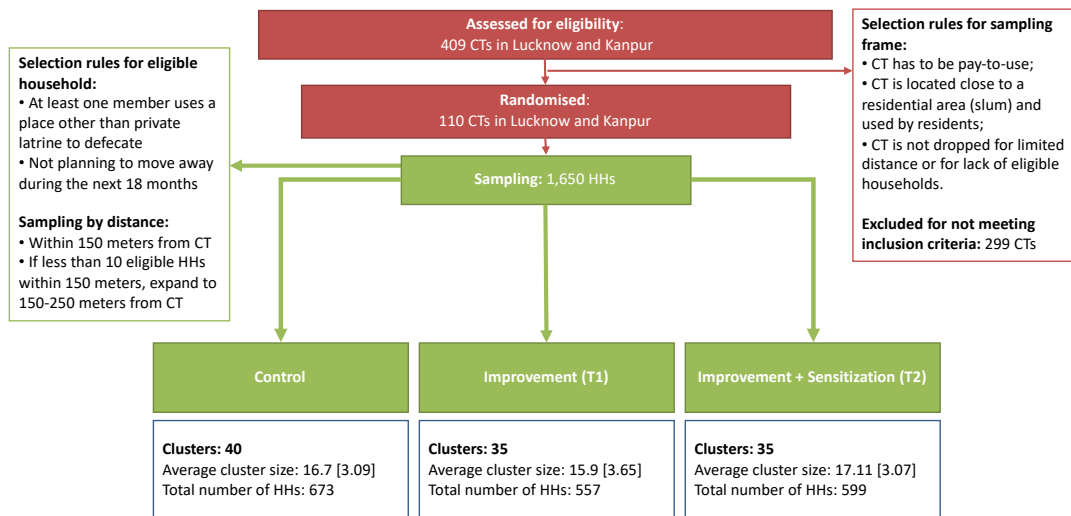 Assessed for eligibility:
409 CTs in Lucknow and Kanpur
Selection rules for sampling
frame:
• CT has to be pay-to-use;
• CT is located close to a
residential area (slum) and
used by residents;
• CT is not dropped for limited
distance or for lack of eligible
households.
Excluded for not meeting
inclusion criteria: 299 CTs
Randomised:
110 CTs in Lucknow and Kanpur
Selection rules for eligible
household:
• At least one member uses a
place other than private
latrine to defecate
• Not planning to move away
during the next 18 months
Sampling by distance:
• Within 150 meters from CT
• If less than 10 eligible HHs
within 150 meters, expand to
150-250 meters from CT
Sampling: 1,650 HHs
Control
Improvement (T1)
Improvement + Sensitization (T2)
Clusters: 40
Average cluster size: 16.7 [3.09]
Total number of HHs: 673
Clusters: 35
Average cluster size: 15.9 [3.65]
Total number of HHs: 557
Clusters: 35
Average cluster size: 17.11 [3.07]
Total number of HHs: 599